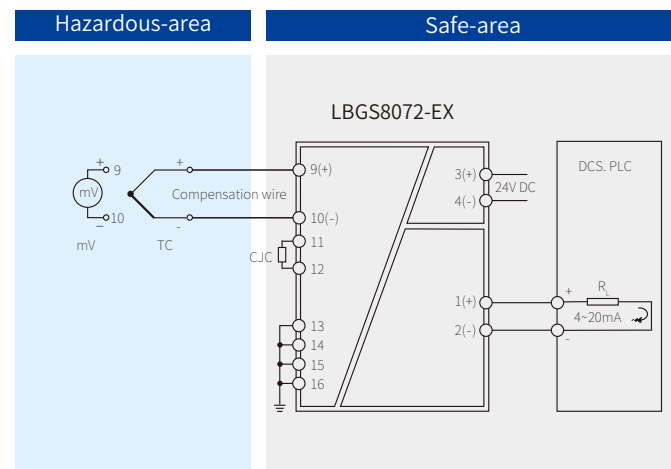 Hazardous-area
Safe-area
LBGS8072-EX
+
9
mV
−
10
mV
+
-
TC
Compensation wire
9(+)
10(-)
CJC
11
12
13
14
15
16
3(+)
24V DC
4(-)
1(+)
2(-)
DCS. PLC
+
RL
4~20mA
-